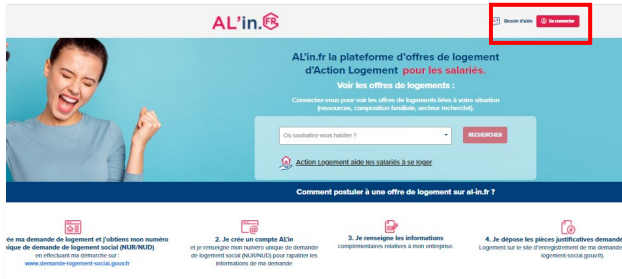 AL'in.FR
Besoin d'aide
Se connecter
AL'in.fr la plateforme d'offres de logement
d'Action Logement pour les salariés.
Voir les offres de logements :
Connectez-vous pour voir les offres de logements liées à votre situation
(ressources, composition familiale, secteur recherché).
Où souhaitez-vous habiter ?
RECHERCHER
Action Logement aide les salariés à se loger
Comment postuler à une offre de logement sur al-in.fr ?
ée ma demande de logement et j'obtiens mon numéro
nique de demande de logement social (NUR/NUD)
en effectuant ma démarche sur :
www.demande-logement-social.gouv.fr
2. Je crée un compte AL'in
et je renseigne mon numéro unique de demande
de logement social (NUR/NUD) pour rapatrier les
informations de ma demande
3. Je renseigne les informations
complémentaires relatives à mon entreprise.
4. Je dépose les pièces justificatives demandé
Logement sur le site d'enregistrement de ma demande
logement-social.gouv.fr).